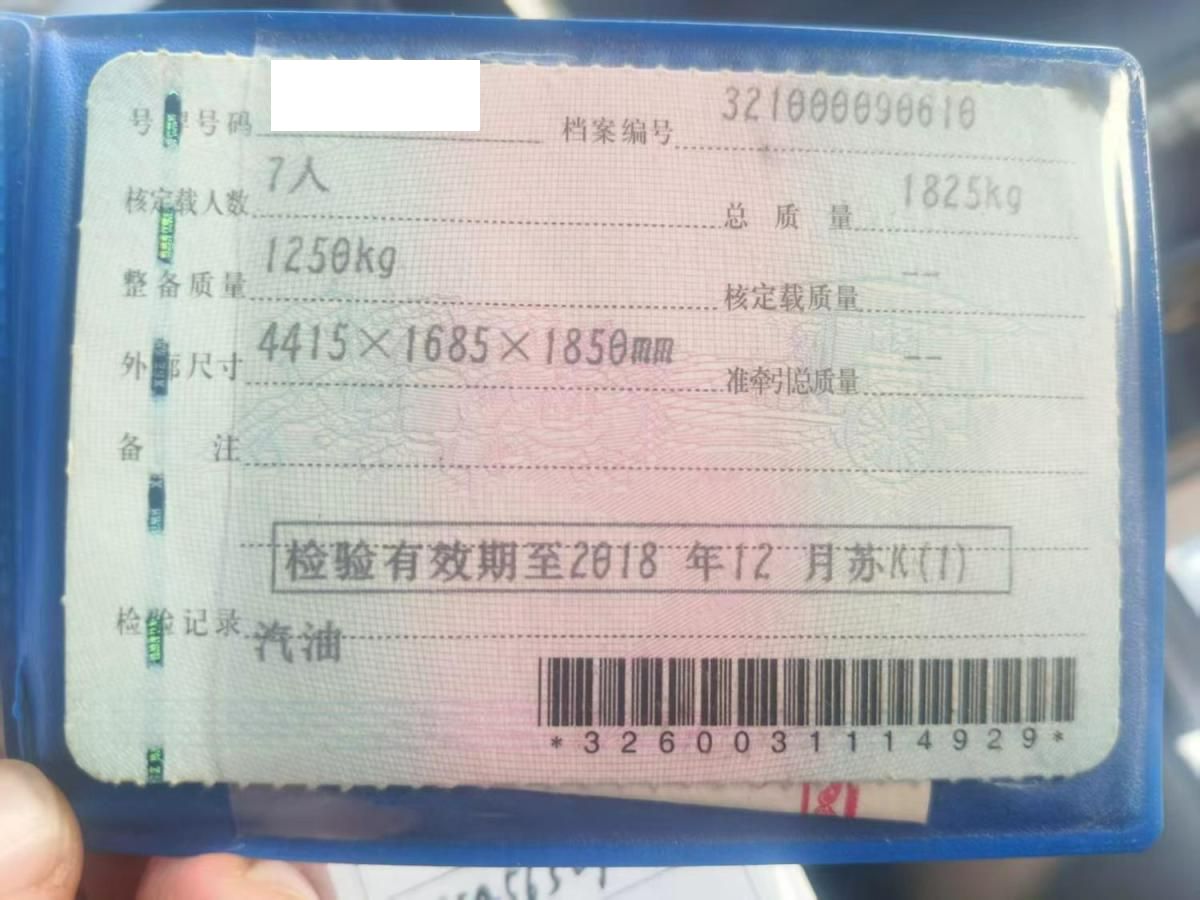 号牌号码 档案编号 321000090610
核定载人数 7人 总质量 1825kg
整备质量 1250kg 核定载质量 --
外廓尺寸 4415×1685×1850mm 准牵引总质量 --
备注
检验有效期至2018 年12 月苏K(1)
检验记录 汽油
*3260031114929*